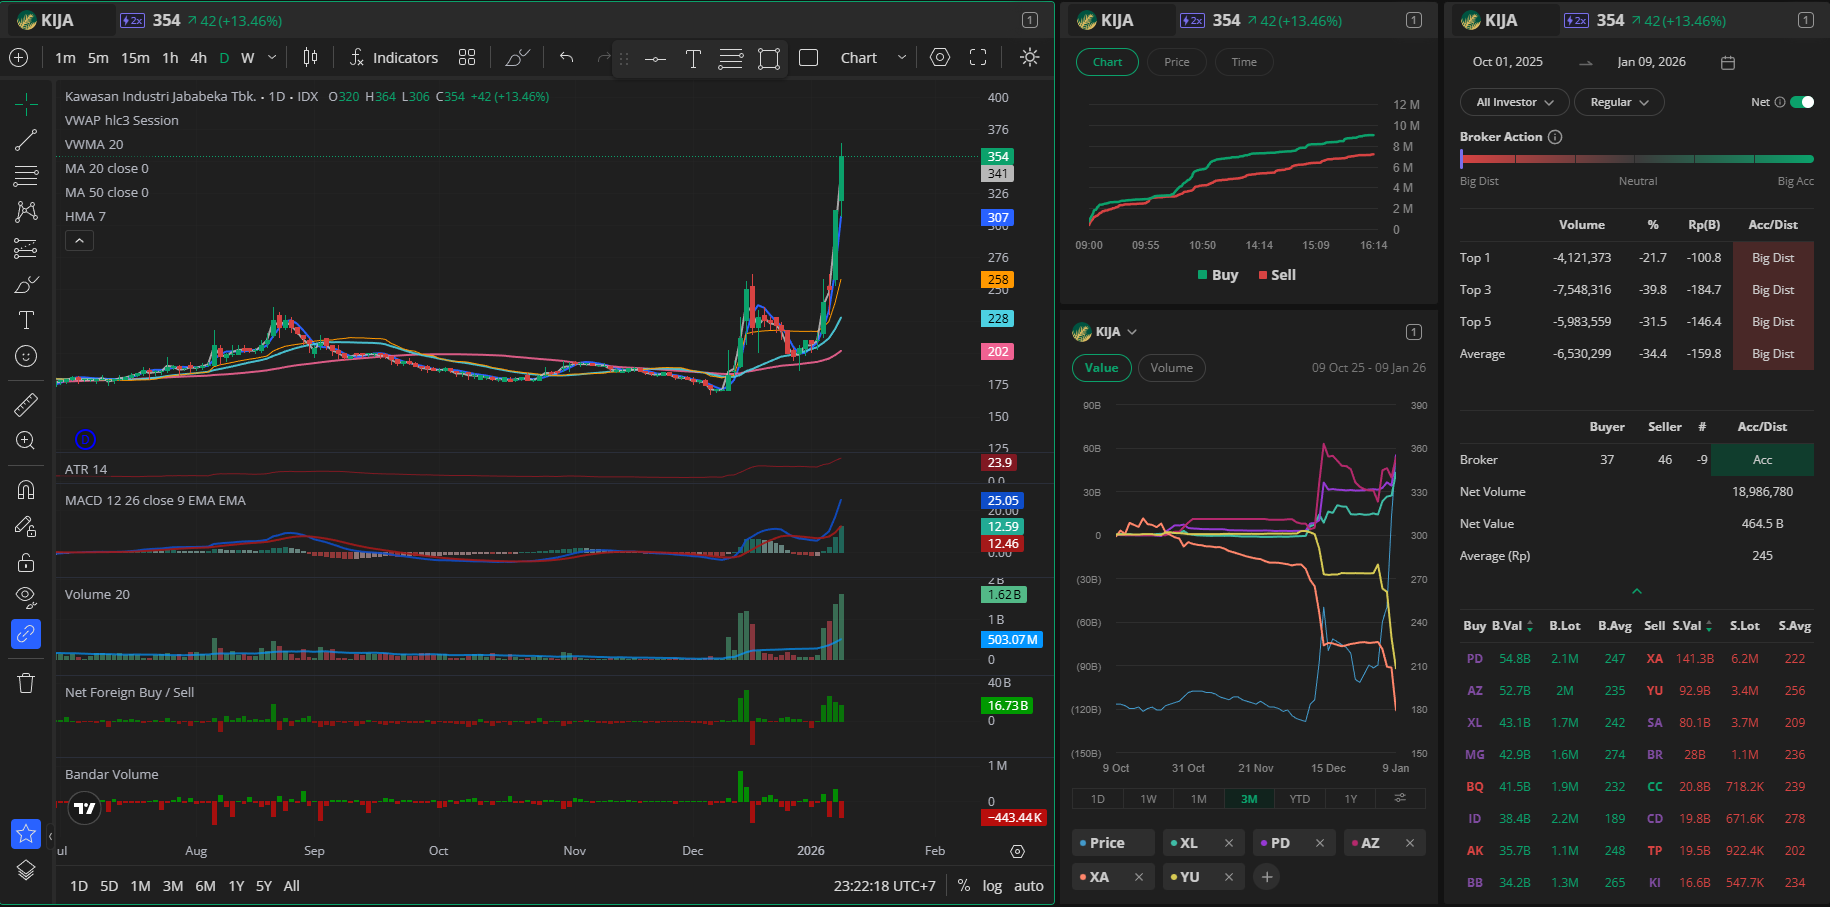 KIJA 2x 354 ↗ 42 (+13.46%) 1
1m 5m 15m 1h 4h D W Indicators Chart
Kawasan Industri Jababeka Tbk. · 1D · IDX O320 H364 L306 C354 +42 (+13.46%)
VWAP hlc3 Session
VWMA 20
MA 20 close 0
MA 50 close 0
HMA 7
400
376
354
341
326
307
300
276
258
250
228
202
175
150
125
ATR 14
23.9
0.0
MACD 12 26 close 9 EMA EMA
25.05
20.00
12.59
12.46
0.00
Volume 20
2B
1.62B
1B
503.07M
0
Net Foreign Buy / Sell
40B
16.73B
0
Bandar Volume
1M
0
−443.44K
ul Aug Sep Oct Nov Dec 2026 Feb
1D 5D 1M 3M 6M 1Y 5Y All 23:22:18 UTC+7 % log auto
KIJA 2x 354 ↗ 42 (+13.46%) 1
Chart Price Time
12 M
10 M
8 M
6 M
4 M
2 M
0
09:00 09:55 10:50 14:14 15:09 16:14
Buy Sell
KIJA 1
Value Volume 09 Oct 25 - 09 Jan 26
90B 390
60B 360
30B 330
0 300
(30B) 270
(60B) 240
(90B) 210
(120B) 180
(150B) 150
9 Oct 31 Oct 21 Nov 15 Dec 9 Jan
1D 1W 1M 3M YTD 1Y
Price XL × PD × AZ ×
XA × YU × +
KIJA 2x 354 ↗ 42 (+13.46%) 1
Oct 01, 2025 → Jan 09, 2026
All Investor Regular Net
Broker Action
Big Dist Neutral Big Acc
Volume % Rp(B) Acc/Dist
Top 1 -4,121,373 -21.7 -100.8 Big Dist
Top 3 -7,548,316 -39.8 -184.7 Big Dist
Top 5 -5,983,559 -31.5 -146.4 Big Dist
Average -6,530,299 -34.4 -159.8 Big Dist
Buyer Seller # Acc/Dist
Broker 37 46 -9 Acc
Net Volume 18,986,780
Net Value 464.5 B
Average (Rp) 245
Buy B.Val B.Lot B.Avg Sell S.Val S.Lot S.Avg
PD 54.8B 2.1M 247 XA 141.3B 6.2M 222
AZ 52.7B 2M 235 YU 92.9B 3.4M 256
XL 43.1B 1.7M 242 SA 80.1B 3.7M 209
MG 42.9B 1.6M 274 BR 28B 1.1M 236
BQ 41.5B 1.9M 232 CC 20.8B 718.2K 239
ID 38.4B 2.2M 189 CD 19.8B 671.6K 278
AK 35.7B 1.1M 248 TP 19.5B 922.4K 202
BB 34.2B 1.3M 265 KI 16.6B 547.7K 234